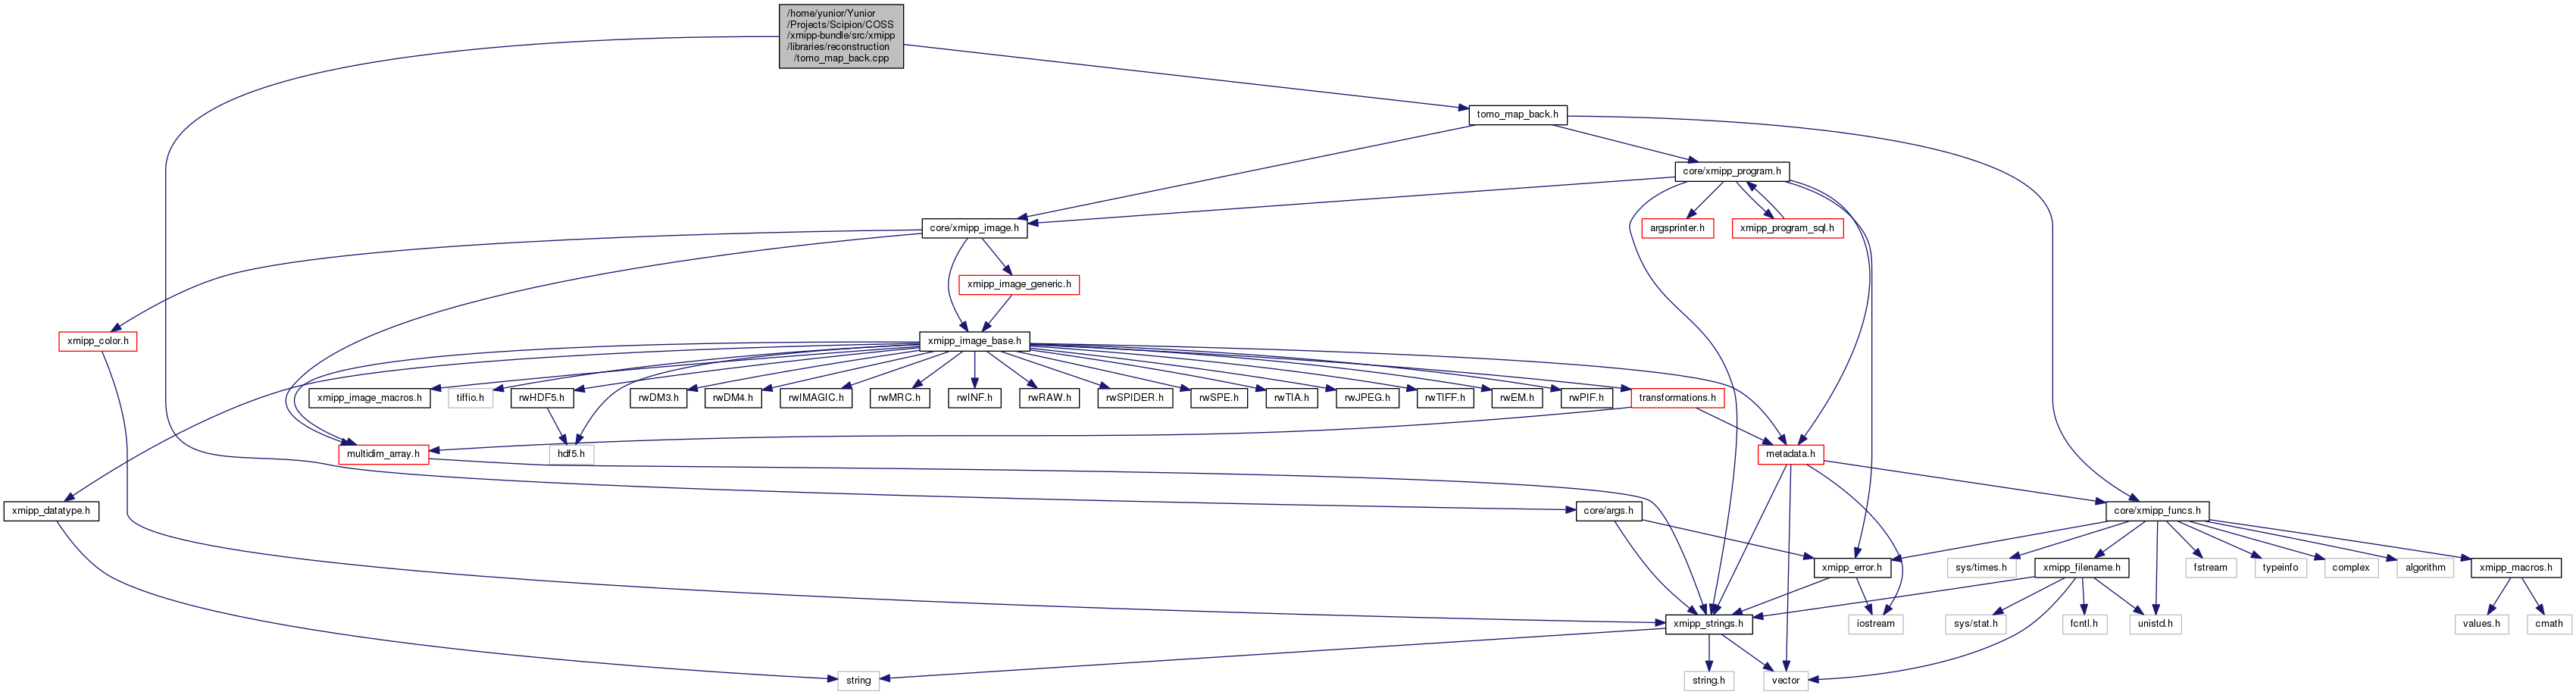 /home/yunior/Yunior
/Projects/Scipion/COSS
/xmipp-bundle/src/xmipp
/libraries/reconstruction
/tomo_map_back.cpp
tomo_map_back.h
core/xmipp_program.h
core/xmipp_image.h
argsprinter.h
xmipp_program_sql.h
xmipp_image_generic.h
xmipp_color.h
xmipp_image_base.h
xmipp_image_macros.h
tiffio.h
rwHDF5.h
rwDM3.h
rwDM4.h
rwIMAGIC.h
rwMRC.h
rwINF.h
rwRAW.h
rwSPIDER.h
rwSPE.h
rwTIA.h
rwJPEG.h
rwTIFF.h
rwEM.h
rwPIF.h
transformations.h
multidim_array.h
hdf5.h
metadata.h
xmipp_datatype.h
core/args.h
core/xmipp_funcs.h
xmipp_error.h
sys/times.h
xmipp_filename.h
fstream
typeinfo
complex
algorithm
xmipp_macros.h
xmipp_strings.h
iostream
sys/stat.h
fcntl.h
unistd.h
values.h
cmath
string
string.h
vector